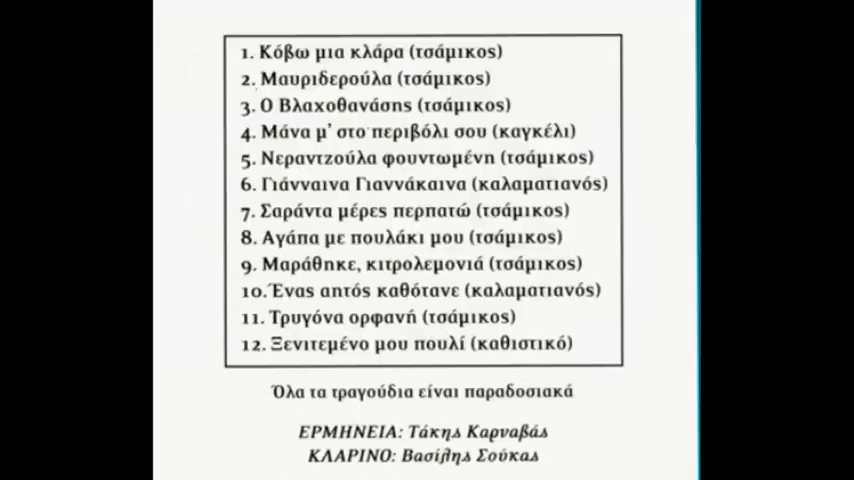 1. Κόβω μια κλάρα (τσάμικος)
2. Μαυριδερούλα (τσάμικος)
3. Ο Βλαχοθανάσης (τσάμικος)
4. Μάνα μ' στο περιβόλι σου (καγκέλι)
5. Νεραντζούλα φουντωμένη (τσάμικος)
6. Γιάνναινα Γιαννάκαινα (καλαματιανός)
7. Σαράντα μέρες περπατώ (τσάμικος)
8. Αγάπα με πουλάκι μου (τσάμικος)
9. Μαράθηκε, κιτρολεμονιά (τσάμικος)
10. Ένας αητός καθότανε (καλαματιανός)
11. Τρυγόνα ορφανή (τσάμικος)
12. Ξενιτεμένο μου πουλί (καθιστικό)
Όλα τα τραγούδια είναι παραδοσιακά
ΕΡΜΗΝΕΙΑ: Τάκης Καρναβάς
ΚΛΑΡΙΝΟ: Βασίλης Σούκας